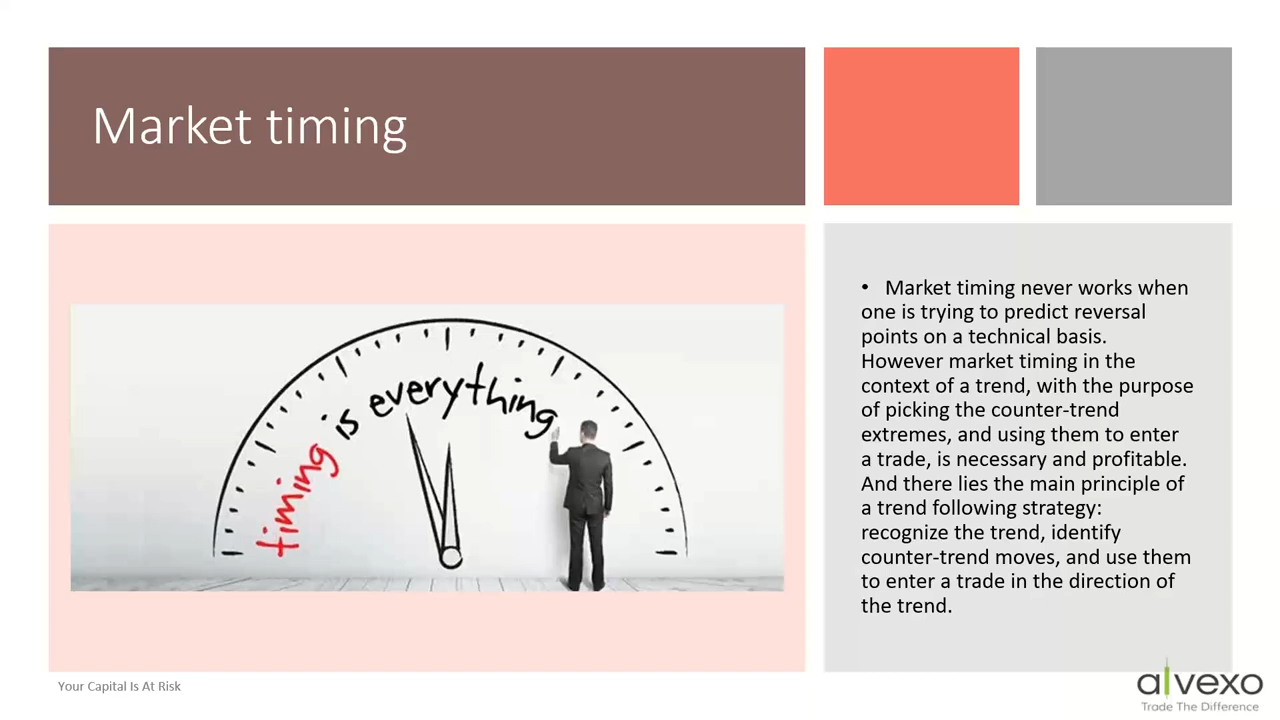 Market timing
timing is everything
• Market timing never works when
one is trying to predict reversal
points on a technical basis.
However market timing in the
context of a trend, with the purpose
of picking the counter-trend
extremes, and using them to enter
a trade, is necessary and profitable.
And there lies the main principle of
a trend following strategy:
recognize the trend, identify
counter-trend moves, and use them
to enter a trade in the direction of
the trend.
Your Capital Is At Risk
alvexo
Trade The Difference